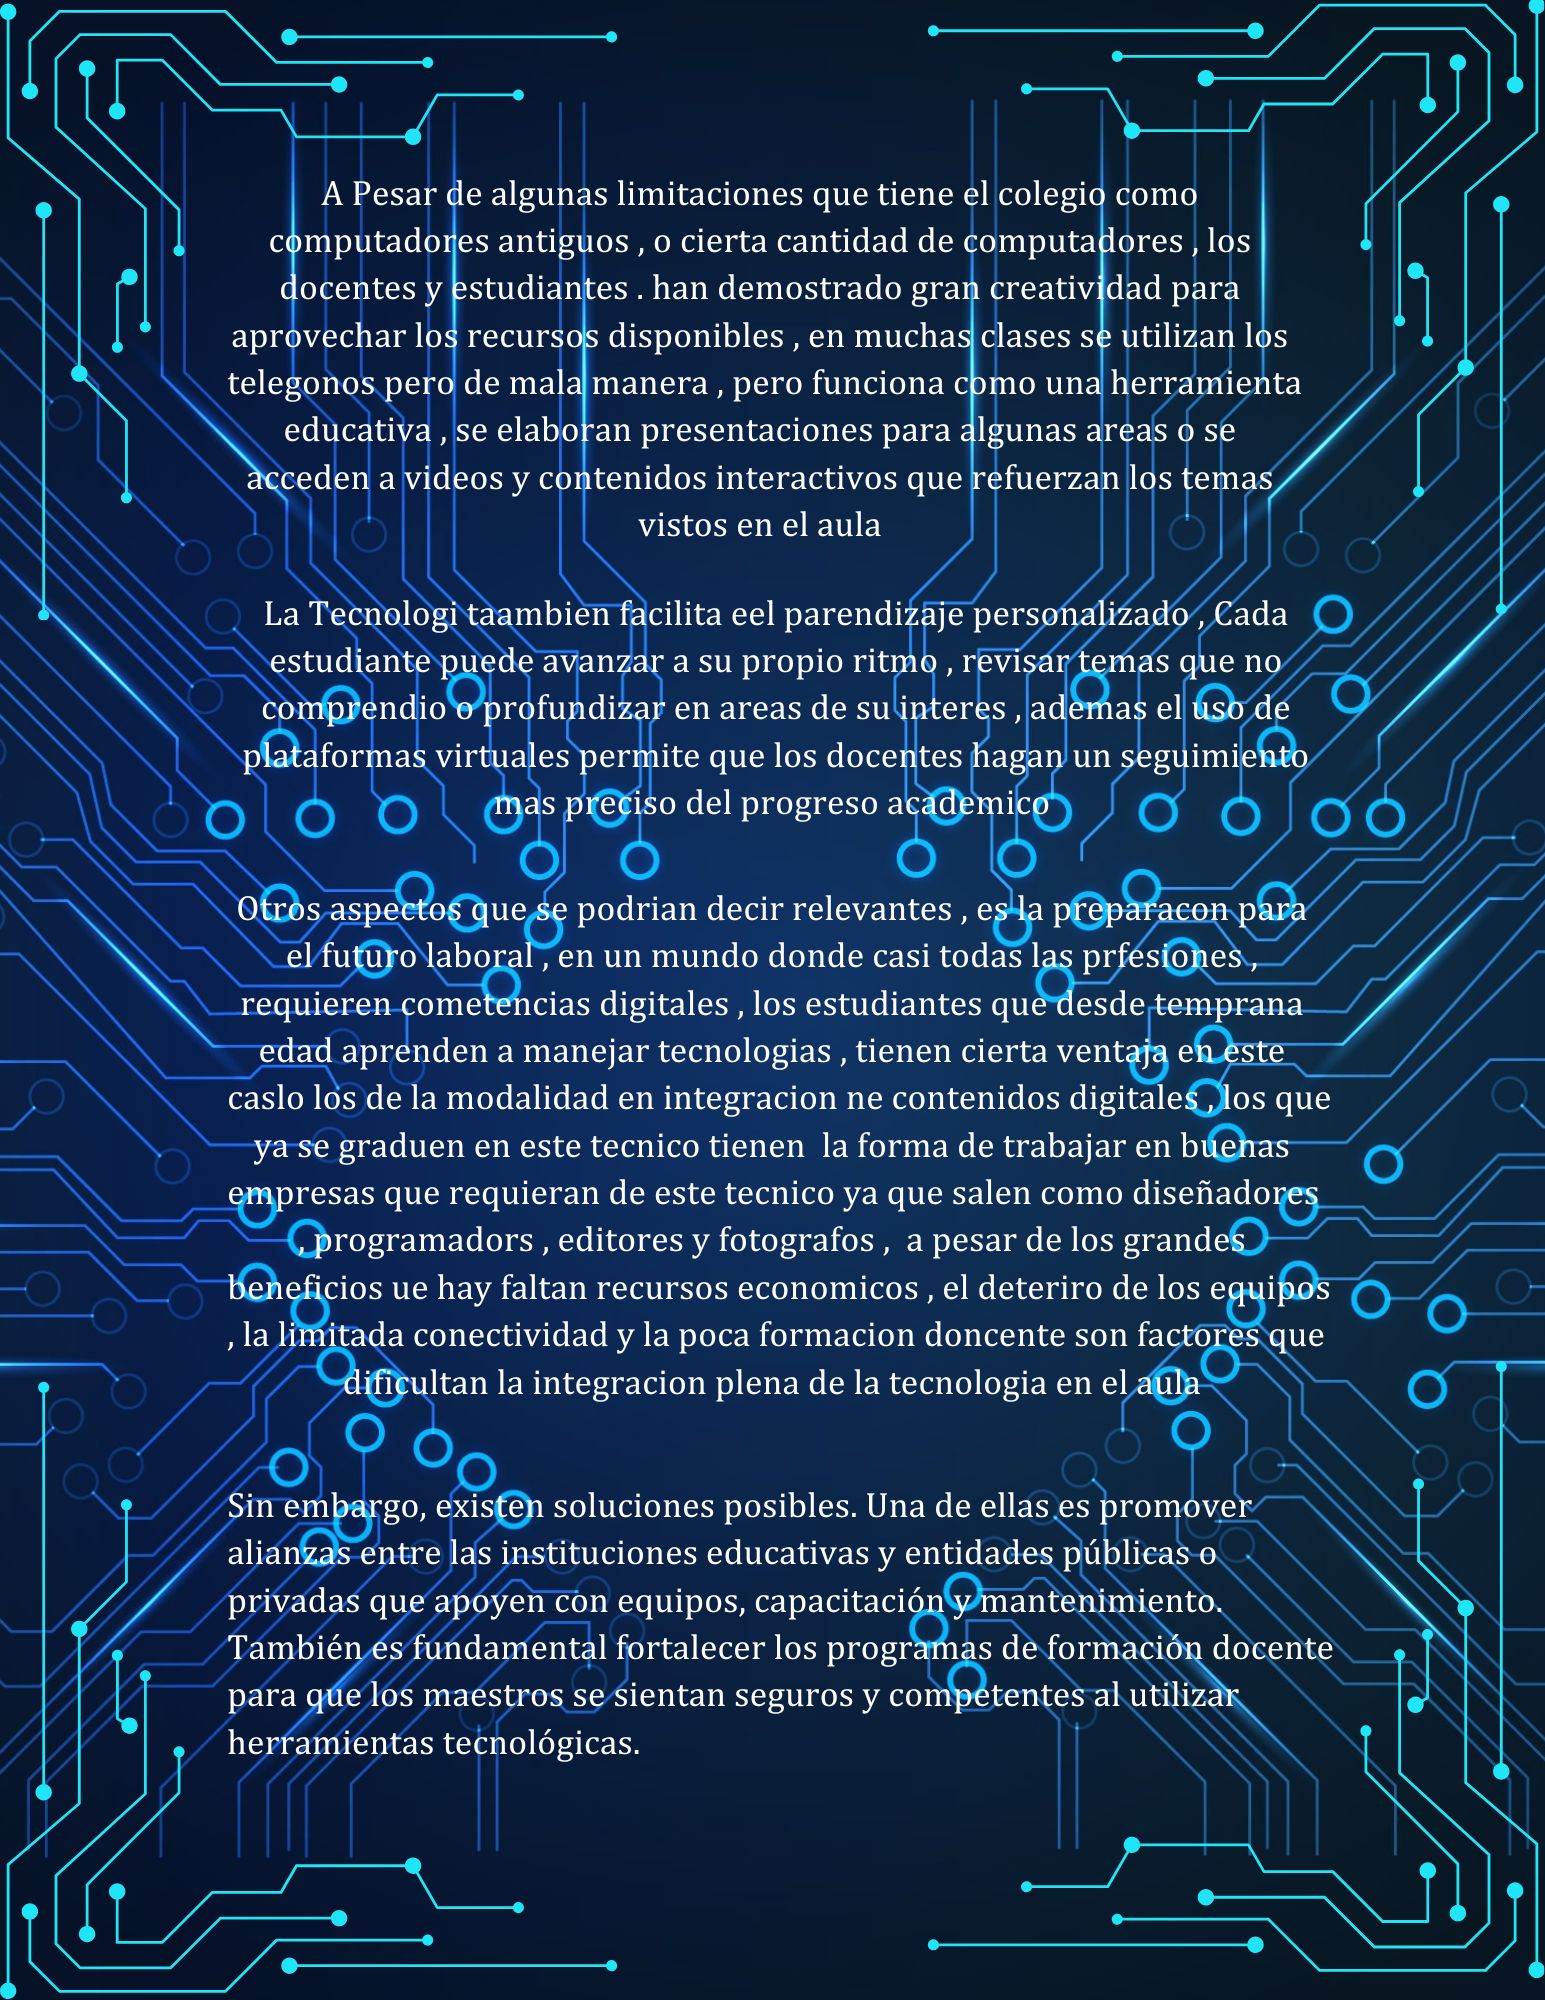 A Pesar de algunas limitaciones que tiene el colegio como
computadores antiguos , o cierta cantidad de computadores , los
docentes y estudiantes . han demostrado gran creatividad para
aprovechar los recursos disponibles , en muchas clases se utilizan los
telegonos pero de mala manera , pero funciona como una herramienta
educativa , se elaboran presentaciones para algunas areas o se
acceden a videos y contenidos interactivos que refuerzan los temas
vistos en el aula
La Tecnologi taambien facilita eel parendizaje personalizado , Cada
estudiante puede avanzar a su propio ritmo , revisar temas que no
comprendio o profundizar en areas de su interes , ademas el uso de
plataformas virtuales permite que los docentes hagan un seguimiento
mas preciso del progreso academico
Otros aspectos que se podrian decir relevantes , es la preparacon para
el futuro laboral , en un mundo donde casi todas las prfesiones ,
requieren cometencias digitales , los estudiantes que desde temprana
edad aprenden a manejar tecnologias , tienen cierta ventaja en este
caslo los de la modalidad en integracion ne contenidos digitales , los que
ya se graduen en este tecnico tienen  la forma de trabajar en buenas
empresas que requieran de este tecnico ya que salen como diseñadores
, programadors , editores y fotografos ,  a pesar de los grandes
beneficios ue hay faltan recursos economicos , el deteriro de los equipos
, la limitada conectividad y la poca formacion doncente son factores que
dificultan la integracion plena de la tecnologia en el aula
Sin embargo, existen soluciones posibles. Una de ellas es promover
alianzas entre las instituciones educativas y entidades públicas o
privadas que apoyen con equipos, capacitación y mantenimiento.
También es fundamental fortalecer los programas de formación docente
para que los maestros se sientan seguros y competentes al utilizar
herramientas tecnológicas.